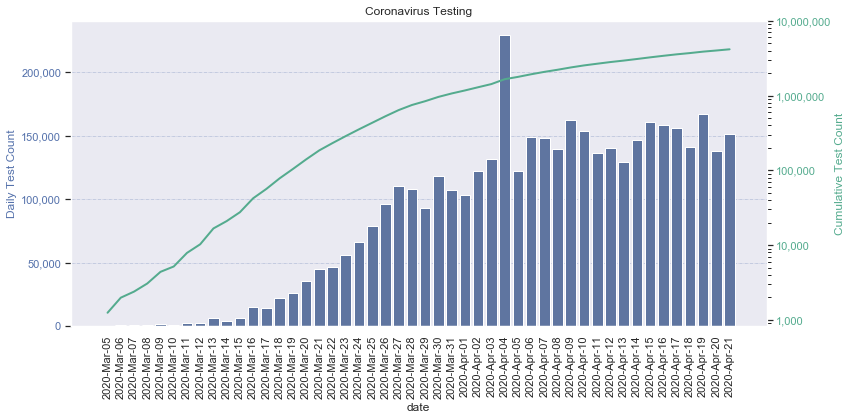 Coronavirus Testing
Daily Test Count
200,000
150,000
100,000
50,000
0
10,000,000
1,000,000
100,000
10,000
1,000
Cumulative Test Count
2020-Mar-05
2020-Mar-06
2020-Mar-07
2020-Mar-08
2020-Mar-09
2020-Mar-10
2020-Mar-11
2020-Mar-12
2020-Mar-13
2020-Mar-14
2020-Mar-15
2020-Mar-16
2020-Mar-17
2020-Mar-18
2020-Mar-19
2020-Mar-20
2020-Mar-21
2020-Mar-22
2020-Mar-23
2020-Mar-24
2020-Mar-25
2020-Mar-26
2020-Mar-27
2020-Mar-28
2020-Mar-29
2020-Mar-30
2020-Mar-31
2020-Apr-01
2020-Apr-02
2020-Apr-03
2020-Apr-04
2020-Apr-05
2020-Apr-06
2020-Apr-07
2020-Apr-08
2020-Apr-09
2020-Apr-10
2020-Apr-11
2020-Apr-12
2020-Apr-13
2020-Apr-14
2020-Apr-15
2020-Apr-16
2020-Apr-17
2020-Apr-18
2020-Apr-19
2020-Apr-20
2020-Apr-21
date